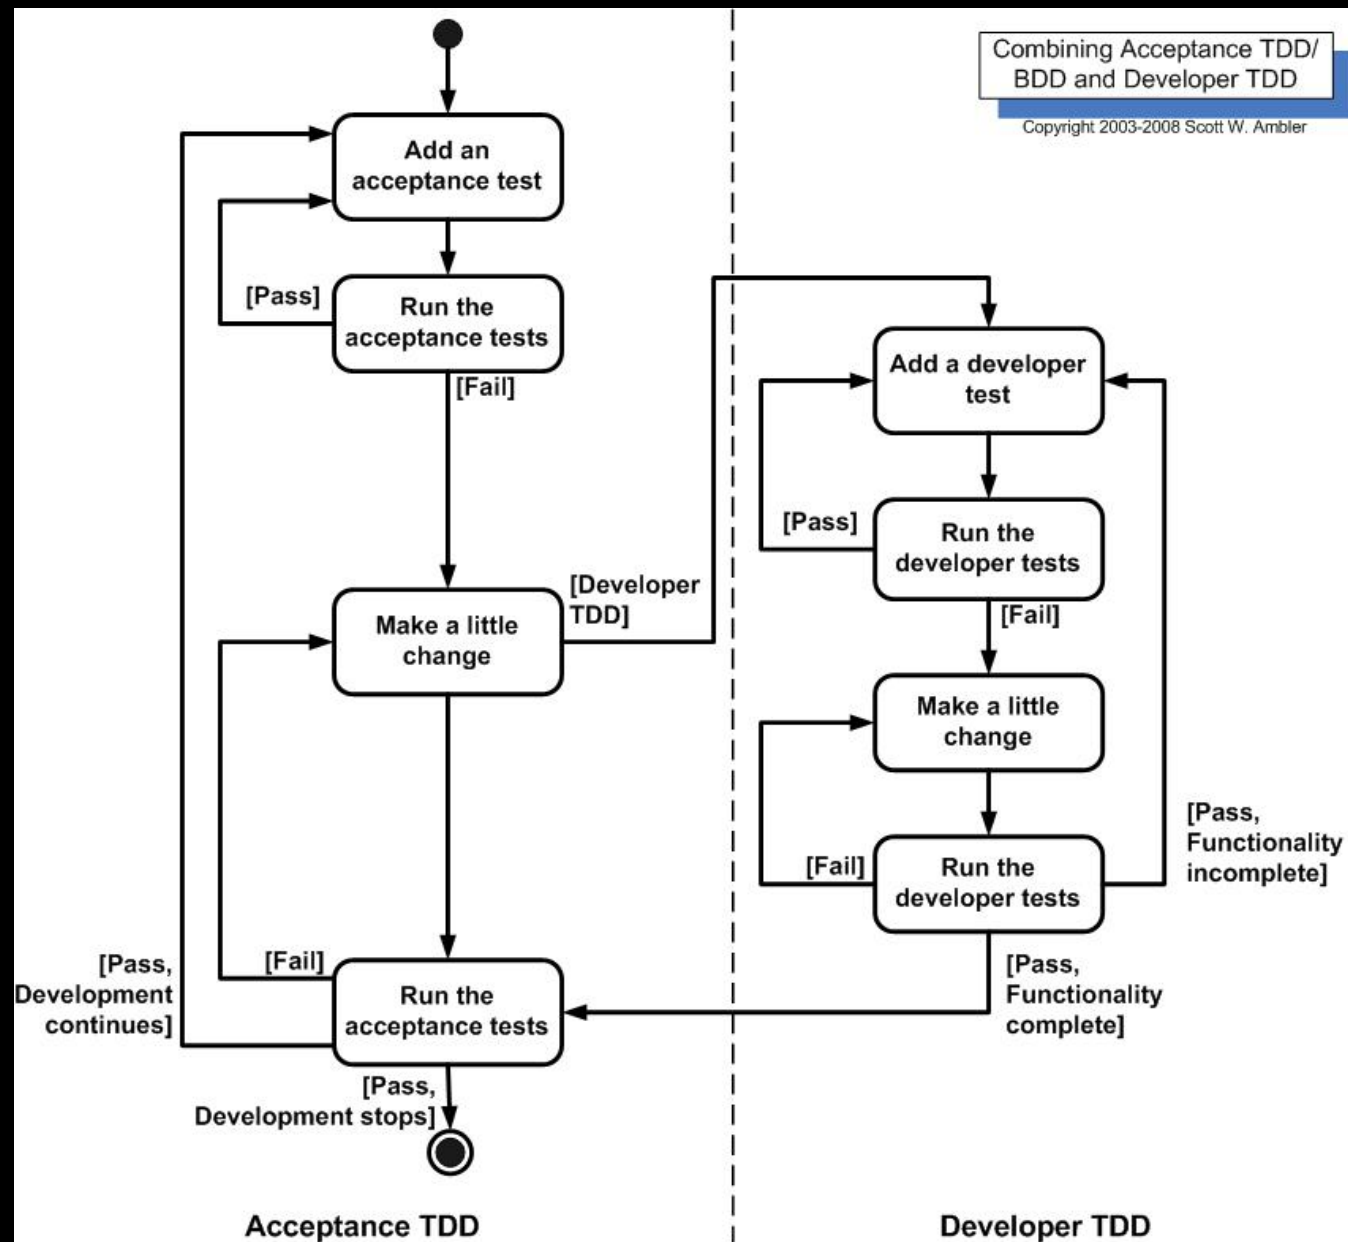 Combining Acceptance TDD/
BDD and Developer TDD
Copyright 2003-2008 Scott W. Ambler
Add an
acceptance test
[Pass]
Run the
acceptance tests
[Fail]
Make a little
change
[Developer
TDD]
Add a developer
test
[Pass]
Run the
developer tests
[Fail]
Make a little
change
[Fail]
Run the
developer tests
[Pass,
Functionality
incomplete]
[Pass,
Functionality
complete]
[Pass,
Development
continues]
[Fail]
Run the
acceptance tests
[Pass,
Development stops]
Acceptance TDD
Developer TDD